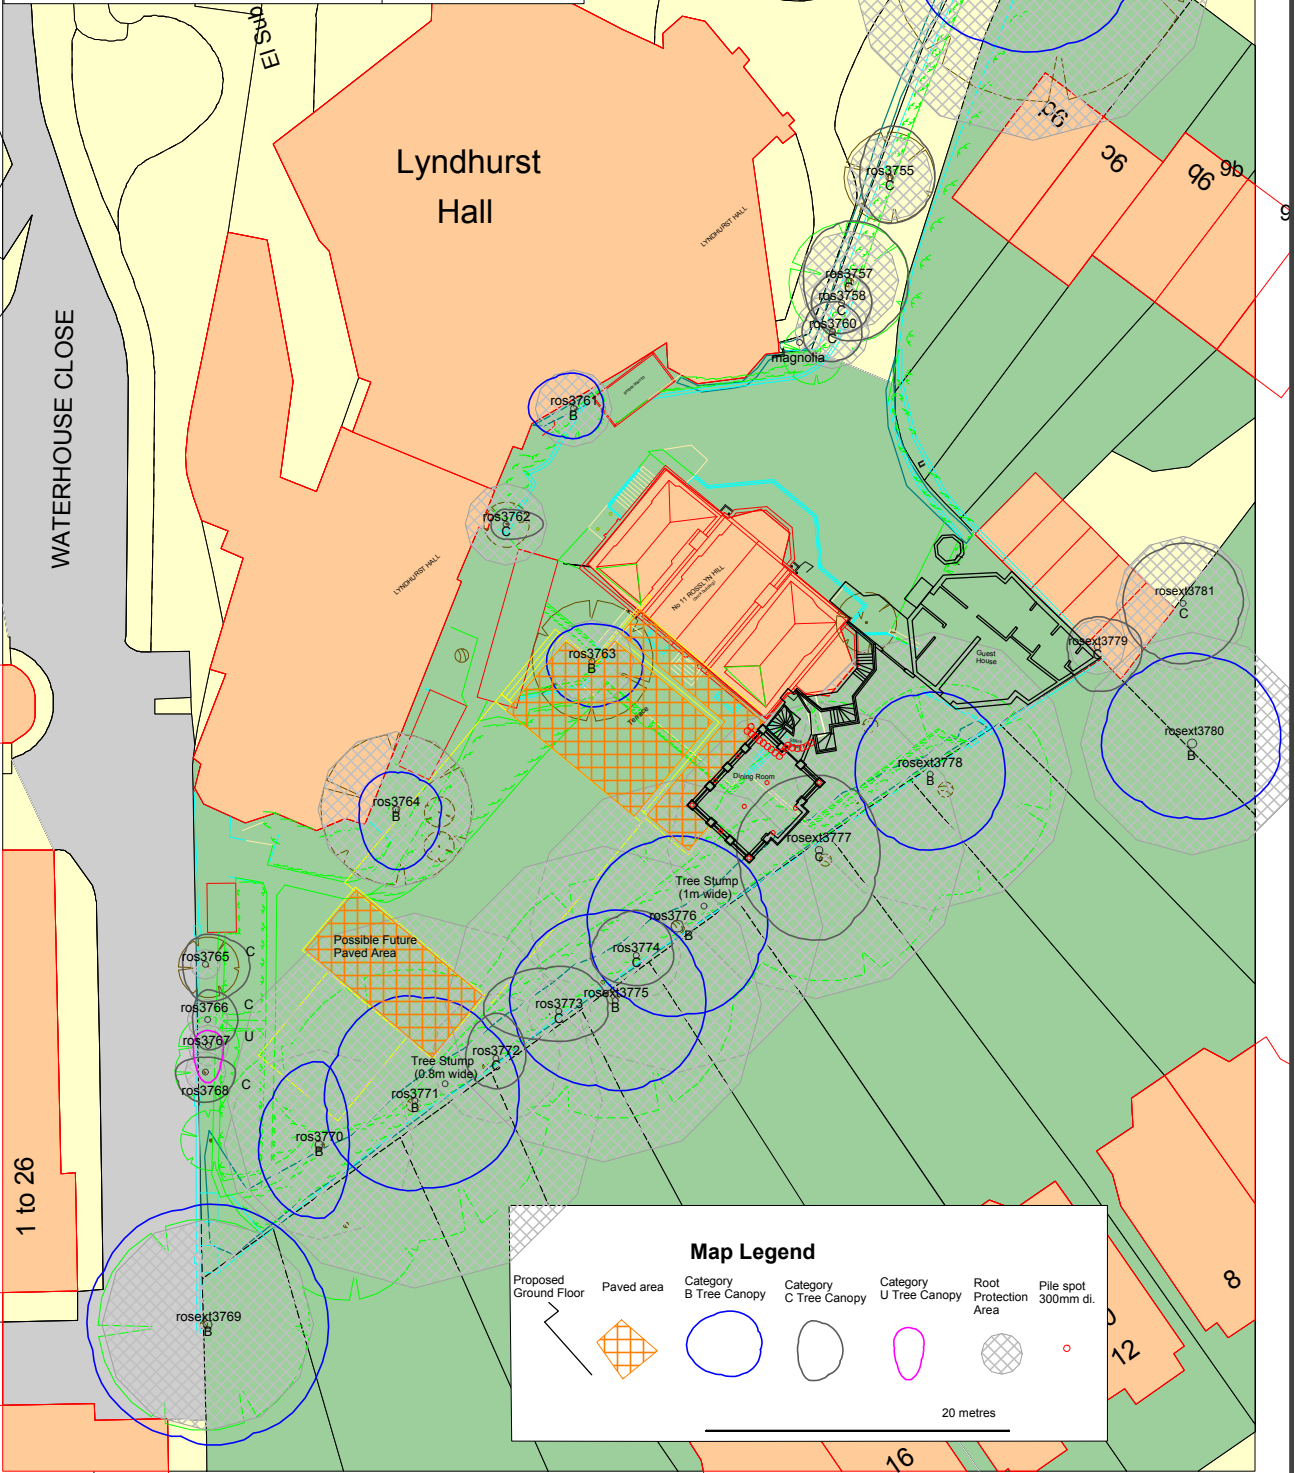 El Sub
Lyndhurst
Hall
LYNDHURST HALL
WATERHOUSE CLOSE
9d
9c
9b
9b
9
ros3755
C
ros3757
C
ros3758
C
ros3760
C
magnolia
ros3761
B
ros3762
C
LYNDHURST HALL
No 11 ROSSLYN HILL
ros3763
B
Terrace
Guest
House
rosext3781
C
rosext3779
C
rosext3780
B
rosext3778
B
Dining Room
rosext3777
C
ros3764
B
Tree Stump
(1m wide)
ros3776
B
ros3774
C
rosext3775
B
ros3773
C
ros3772
C
Possible Future
Paved Area
ros3765
C
ros3766
C
ros3767
U
ros3768
C
Tree Stump
(0.8m wide)
ros3771
B
ros3770
B
rosext3769
B
1 to 26
8
12
16
Map Legend
Proposed
Ground Floor
Paved area
Category
B Tree Canopy
Category
C Tree Canopy
Category
U Tree Canopy
Root
Protection
Area
Pile spot
300mm di.
20 metres